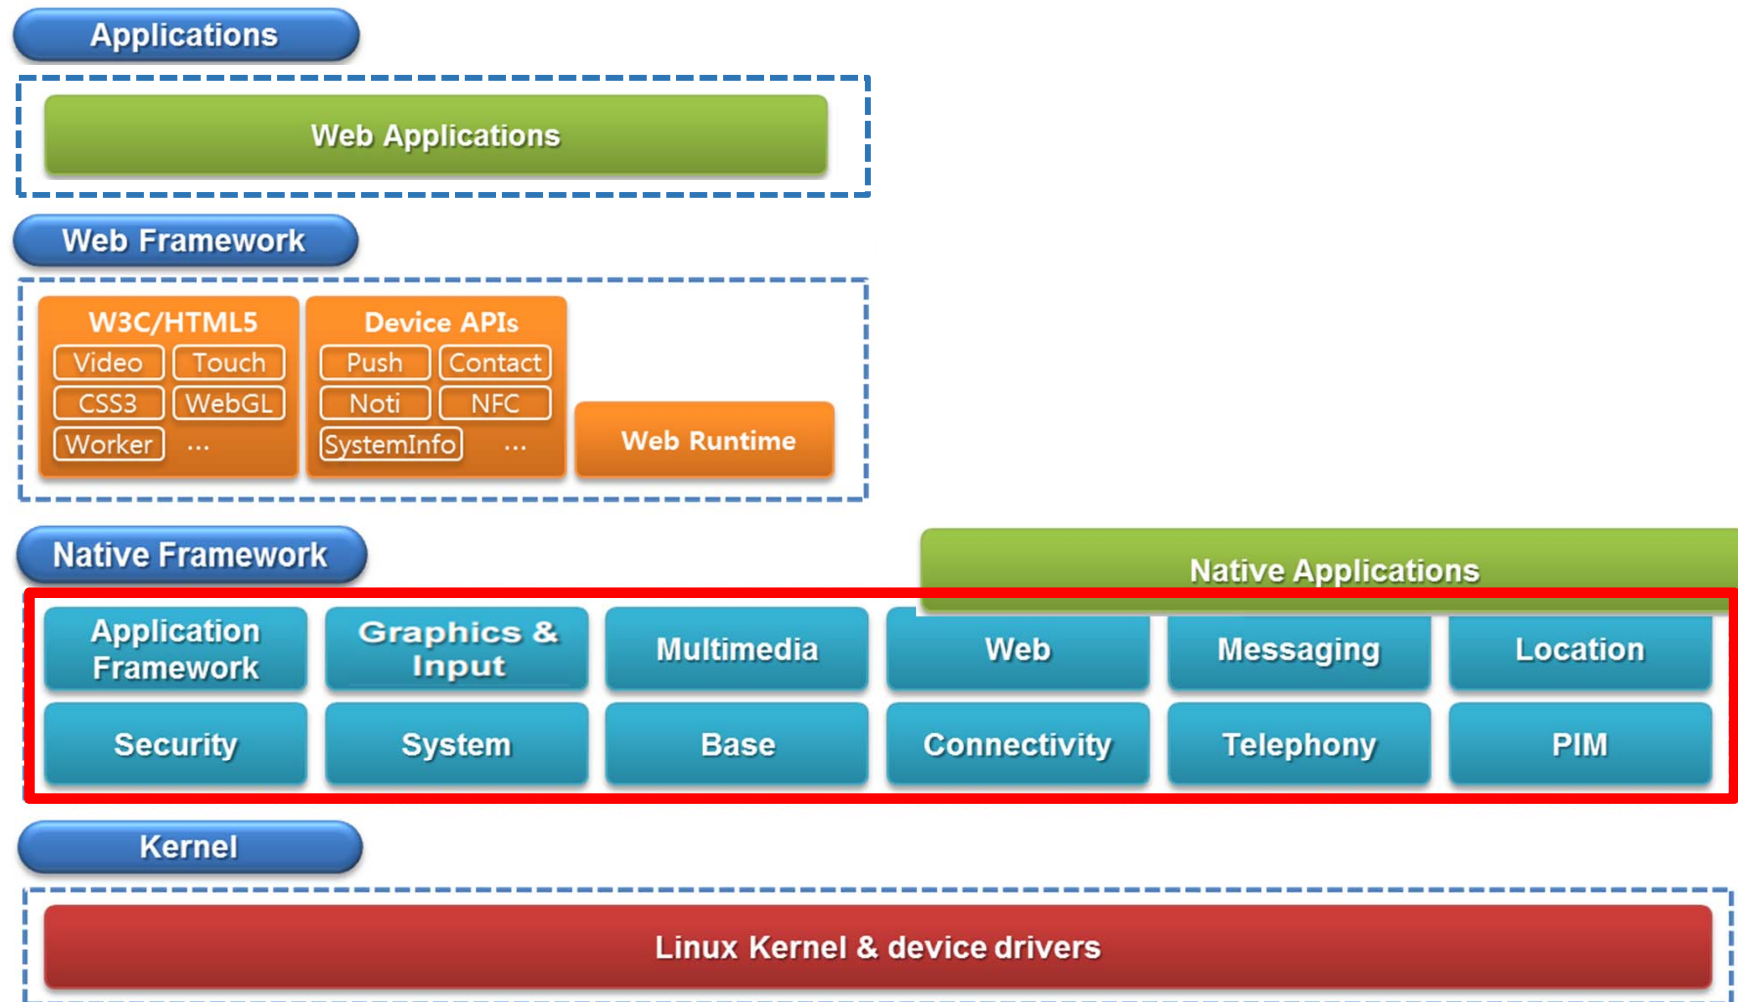 Applications
Web Applications
Web Framework
W3C/HTML5
Video Touch
CSS3 WebGL
Worker ...
Device APIs
Push Contact
Noti NFC
SystemInfo ...
Web Runtime
Native Framework
Native Applications
Application
Framework
Graphics &
Input
Multimedia
Web
Messaging
Location
Security
System
Base
Connectivity
Telephony
PIM
Kernel
Linux Kernel & device drivers